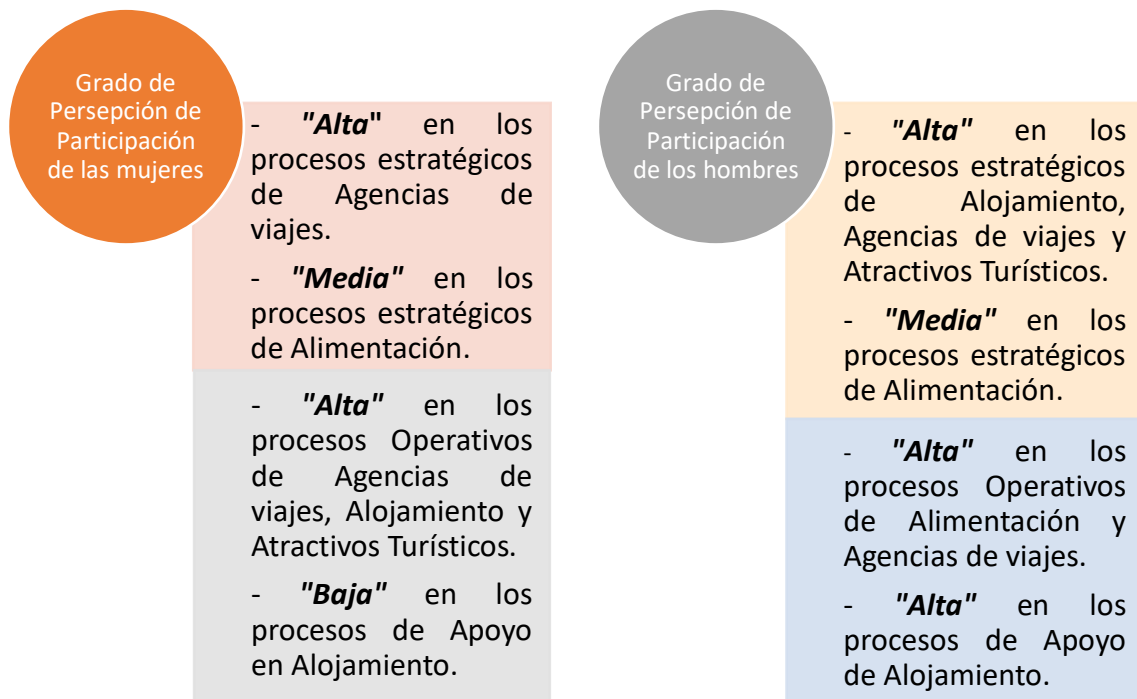 Grado de
Persepción de
Participación
de las mujeres
- "Alta" en los
procesos estratégicos
de Agencias de
viajes.
- "Media" en los
procesos estratégicos
de Alimentación.
- "Alta" en los
procesos Operativos
de Agencias de
viajes, Alojamiento y
Atractivos Turísticos.
- "Baja" en los
procesos de Apoyo
en Alojamiento.
Grado de
Persepción de
Participación
de los hombres
- "Alta" en los
procesos estratégicos
de Alojamiento,
Agencias de viajes y
Atractivos Turísticos.
- "Media" en los
procesos estratégicos
de Alimentación.
- "Alta" en los
procesos Operativos
de Alimentación y
Agencias de viajes.
- "Alta" en los
procesos de Apoyo
de Alojamiento.